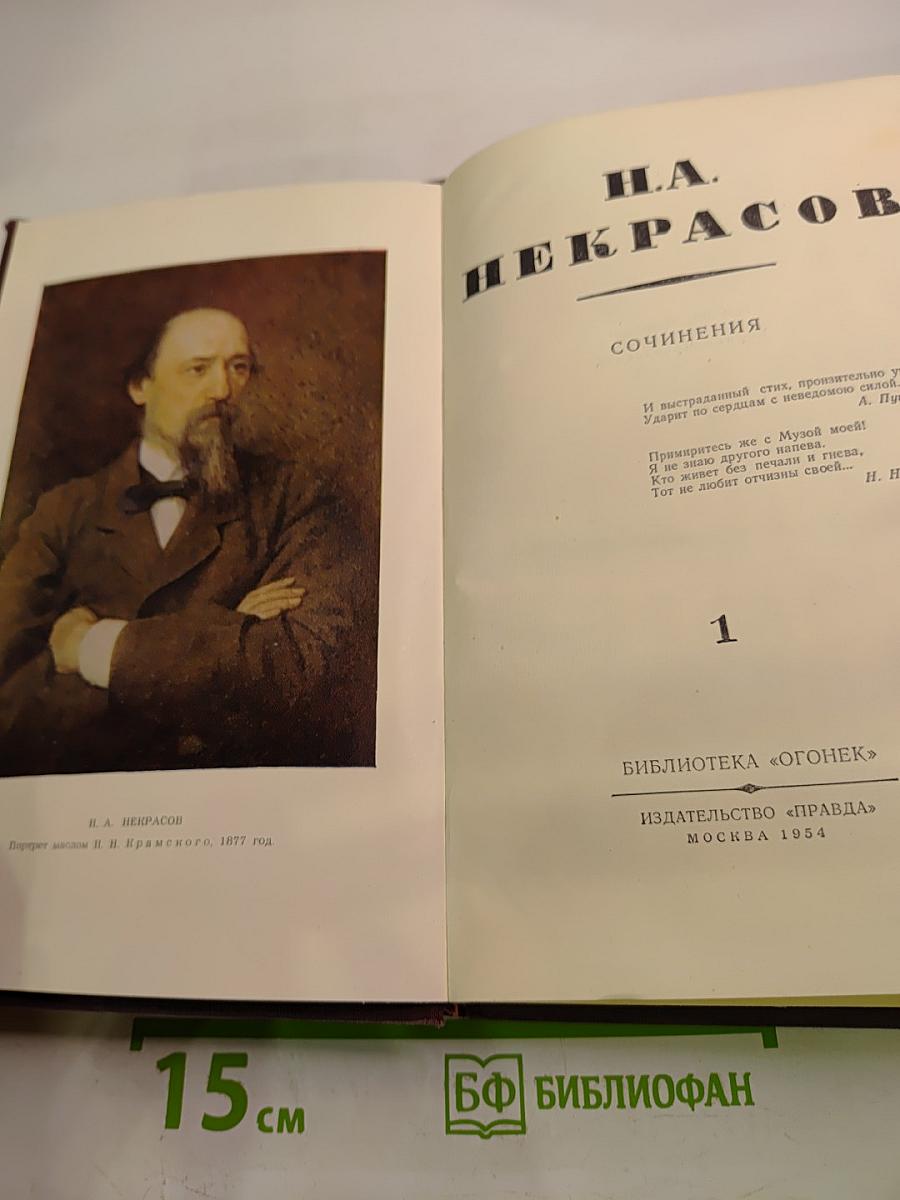 Н. А. НЕКРАСОВ
Портрет маслом И. Н. Крамского, 1877 год.
Н.А.
НЕКРАСОВ
СОЧИНЕНИЯ
И выстраданный стих, пронзительно
Ударит по сердцам с неведомою силой.
А. Пу
Примиритесь же с Музой моей!
Я не знаю другого напева.
Кто живет без печали и гнева,
Тот не любит отчизны своей...
Н. Н
1
БИБЛИОТЕКА «ОГОНЕК»
ИЗДАТЕЛЬСТВО «ПРАВДА»
МОСКВА 1954
15 см
БФ БИБЛИОФАН